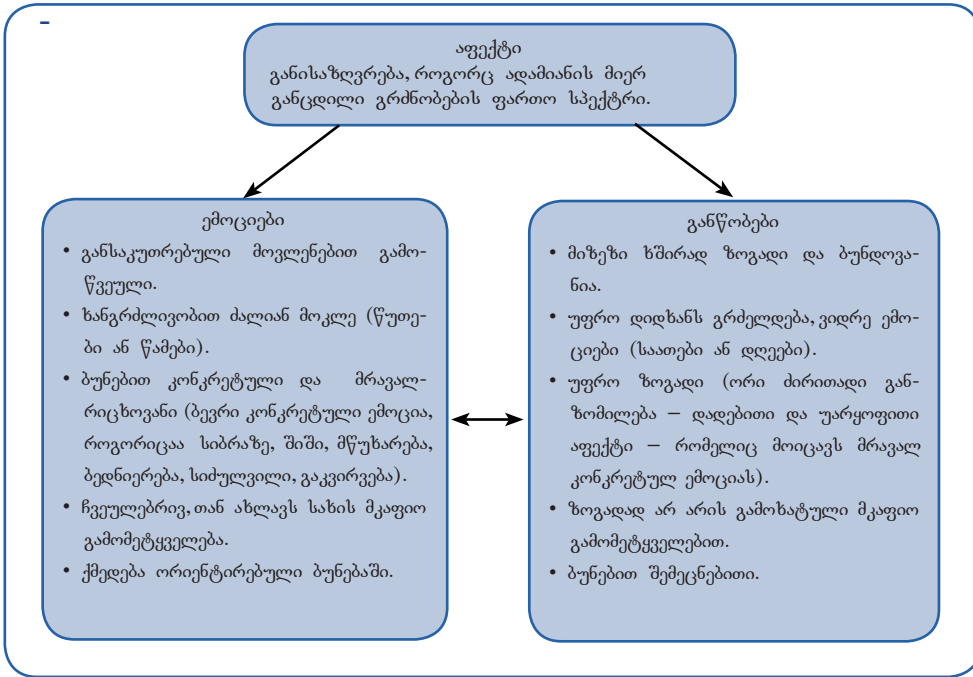 –
აფექტი
განისაზღვრება, როგორც ადამიანის მიერ
განცდილი გრძნობების ფართო სპექტრი.
ემოციები
• განსაკუთრებული მოვლენებით გამო-
წვეული.
• ხანგრძლივობით ძალიან მოკლე (წუთე-
ბი ან წამები).
• ბუნებით კონკრეტული და მრავალ-
რიცხოვანი (ბევრი კონკრეტული ემოცია,
როგორიცაა სიბრაზე, შიში, მწუხარება,
ბედნიერება, სიძულვილი, გაკვირვება).
• ჩვეულებრივ, თან ახლავს სახის მკაფიო
გამომეტყველება.
• ქმედება ორიენტირებული ბუნებაში.
განწობები
• მიზეზი ხშირად ზოგადი და ბუნდოვა-
ნია.
• უფრო დიდხანს გრძელდება, ვიდრე ემო-
ციები (საათები ან დღეები).
• უფრო ზოგადი (ორი ძირითადი გან-
ზომილება – დადებითი და უარყოფითი
აფექტი – რომელიც მოიცავს მრავალ
კონკრეტულ ემოციას).
• ზოგადად არ არის გამოხატული მკაფიო
გამომეტყველებით.
• ბუნებით შემეცნებითი.